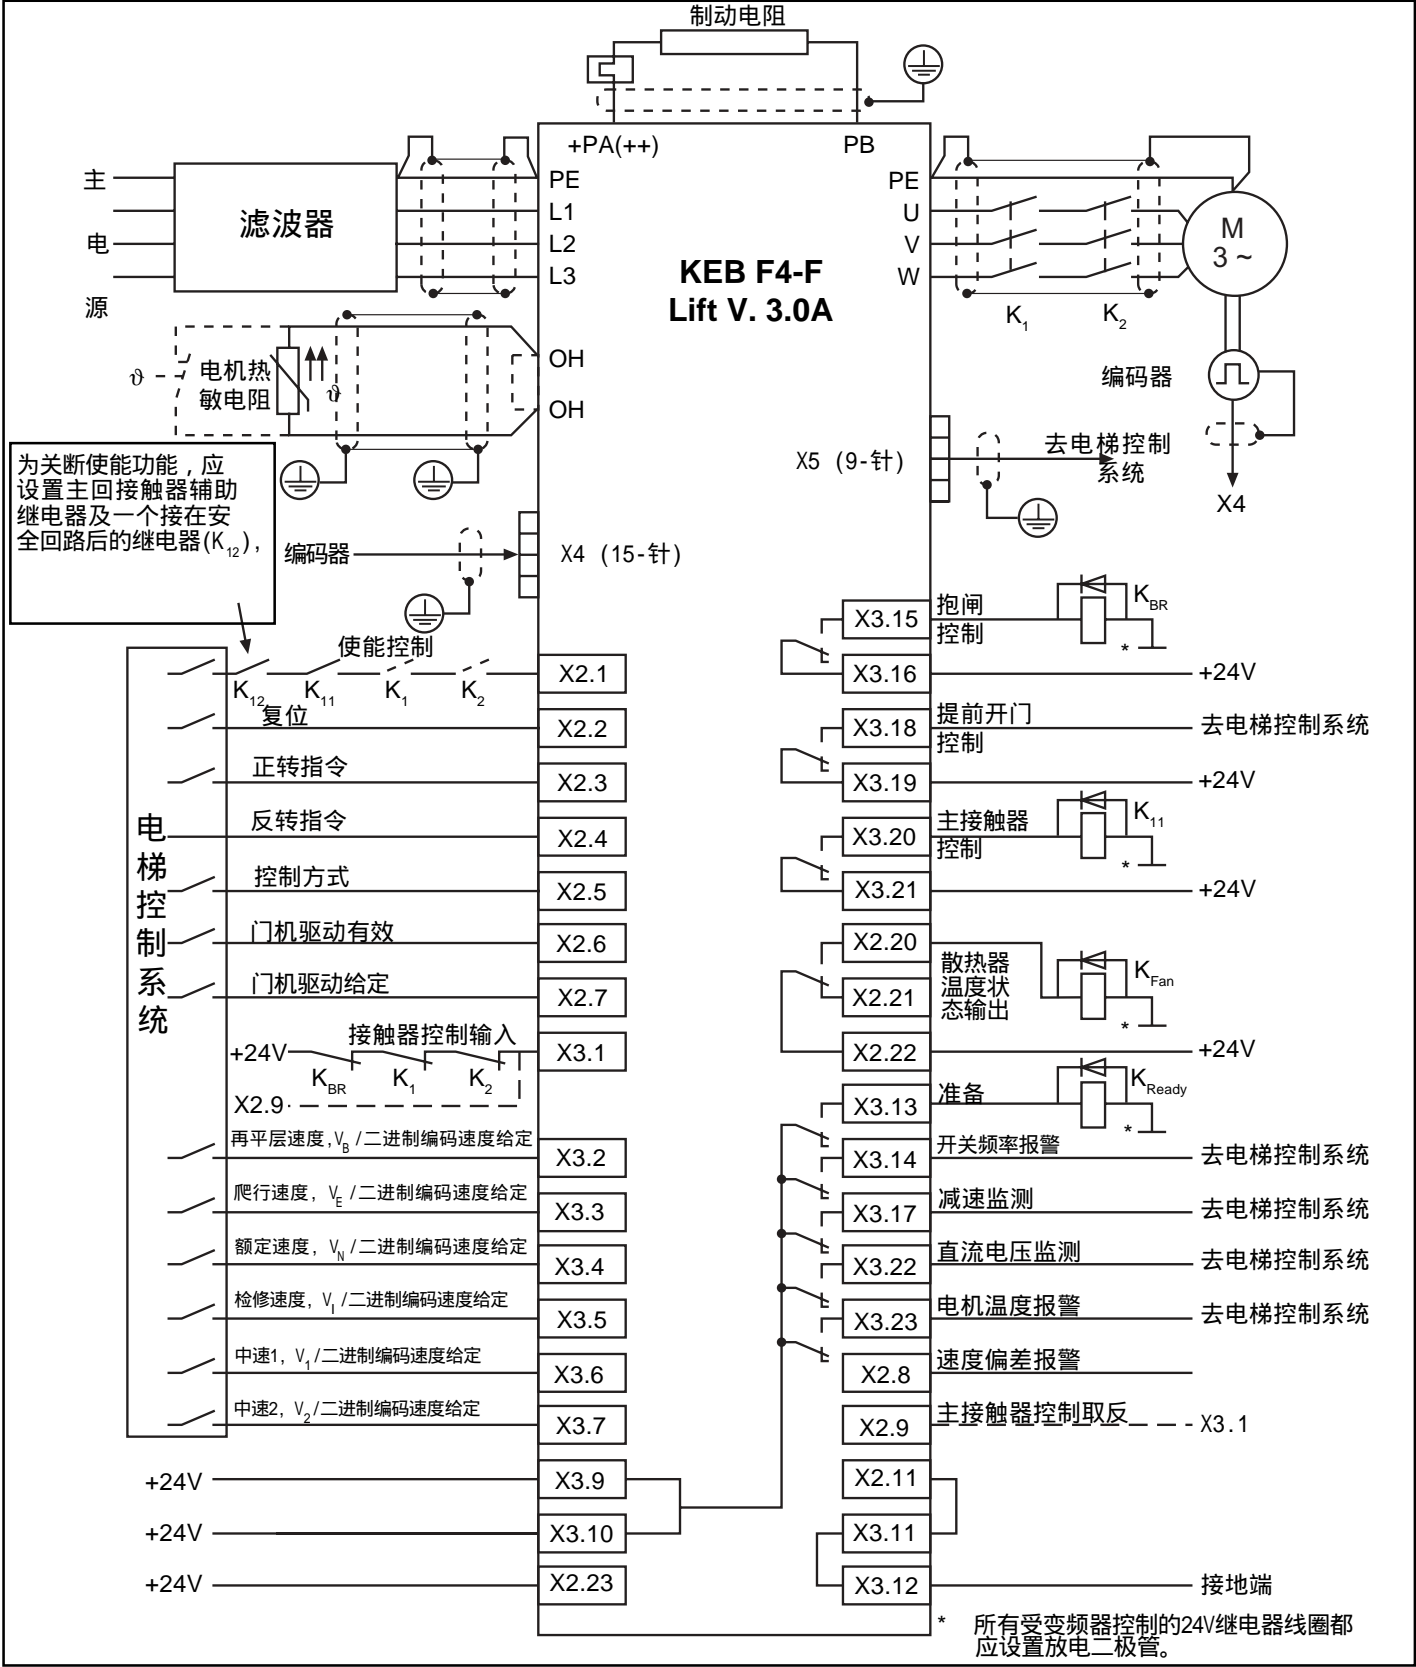 制动电阻
+PA(++)
PB
主
电
源
滤波器
PE
L1
L2
L3
PE
U
V
W
KEB F4-F
Lift V. 3.0A
K1
K2
M
3 ~
ϑ
电机热
敏电阻
ϑ
OH
OH
编码器
X4
X5 (9-针)
去电梯控制
系统
为关断使能功能，应
设置主回接触器辅助
继电器及一个接在安
全回路后的继电器(K12),
编码器
X4 (15-针)
电梯控制系统
使能控制
K12
K11
K1
K2
X2.1
复位
X2.2
正转指令
X2.3
反转指令
X2.4
控制方式
X2.5
门机驱动有效
X2.6
门机驱动给定
X2.7
接触器控制输入
+24V
KBR
K1
K2
X3.1
X2.9
再平层速度,VB/二进制编码速度给定
X3.2
爬行速度, VE/二进制编码速度给定
X3.3
额定速度, VN/二进制编码速度给定
X3.4
检修速度, VI/二进制编码速度给定
X3.5
中速1, V1/二进制编码速度给定
X3.6
中速2, V2/二进制编码速度给定
X3.7
+24V
X3.9
+24V
X3.10
+24V
X2.23
X3.15
抱闸
控制
KBR
*
X3.16
+24V
X3.18
提前开门
控制
去电梯控制系统
X3.19
+24V
X3.20
主接触器
控制
K11
*
X3.21
+24V
X2.20
散热器
温度状
态输出
KFan
*
X2.21
X2.22
+24V
X3.13
准备
KReady
*
X3.14
开关频率报警
去电梯控制系统
X3.17
减速监测
去电梯控制系统
X3.22
直流电压监测
去电梯控制系统
X3.23
电机温度报警
去电梯控制系统
X2.8
速度偏差报警
X2.9
主接触器控制取反
X3.1
X2.11
X3.11
X3.12
接地端
* 所有受变频器控制的24V继电器线圈都
应设置放电二极管。